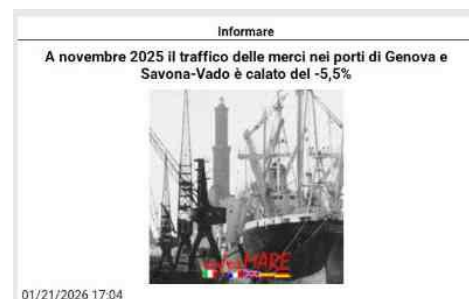 Informare
A novembre 2025 il traffico delle merci nei porti di Genova e
Savona-Vado è calato del -5,5%
inforMARE
01/21/2026 17:04